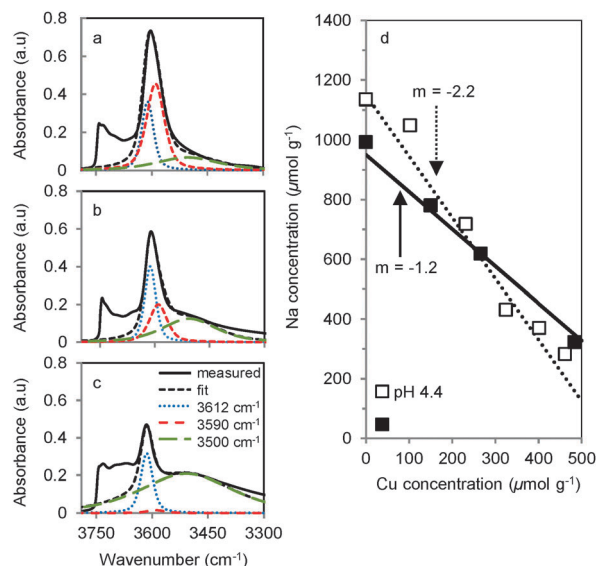 a
0.8
0.6
0.4
0.2
0
Absorbance (a.u)
b
0.8
0.6
0.4
0.2
0
Absorbance (a.u)
c
0.8
0.6
0.4
0.2
0
Absorbance (a.u)
measured
fit
3612 cm⁻¹
3590 cm⁻¹
3500 cm⁻¹
3750 3600 3450 3300
Wavenumber (cm⁻¹)
d
1400
1200
1000
800
600
400
200
0
Na concentration (µmol g⁻¹)
m = -2.2
m = -1.2
pH 4.4
0 100 200 300 400 500
Cu concentration (µmol g⁻¹)